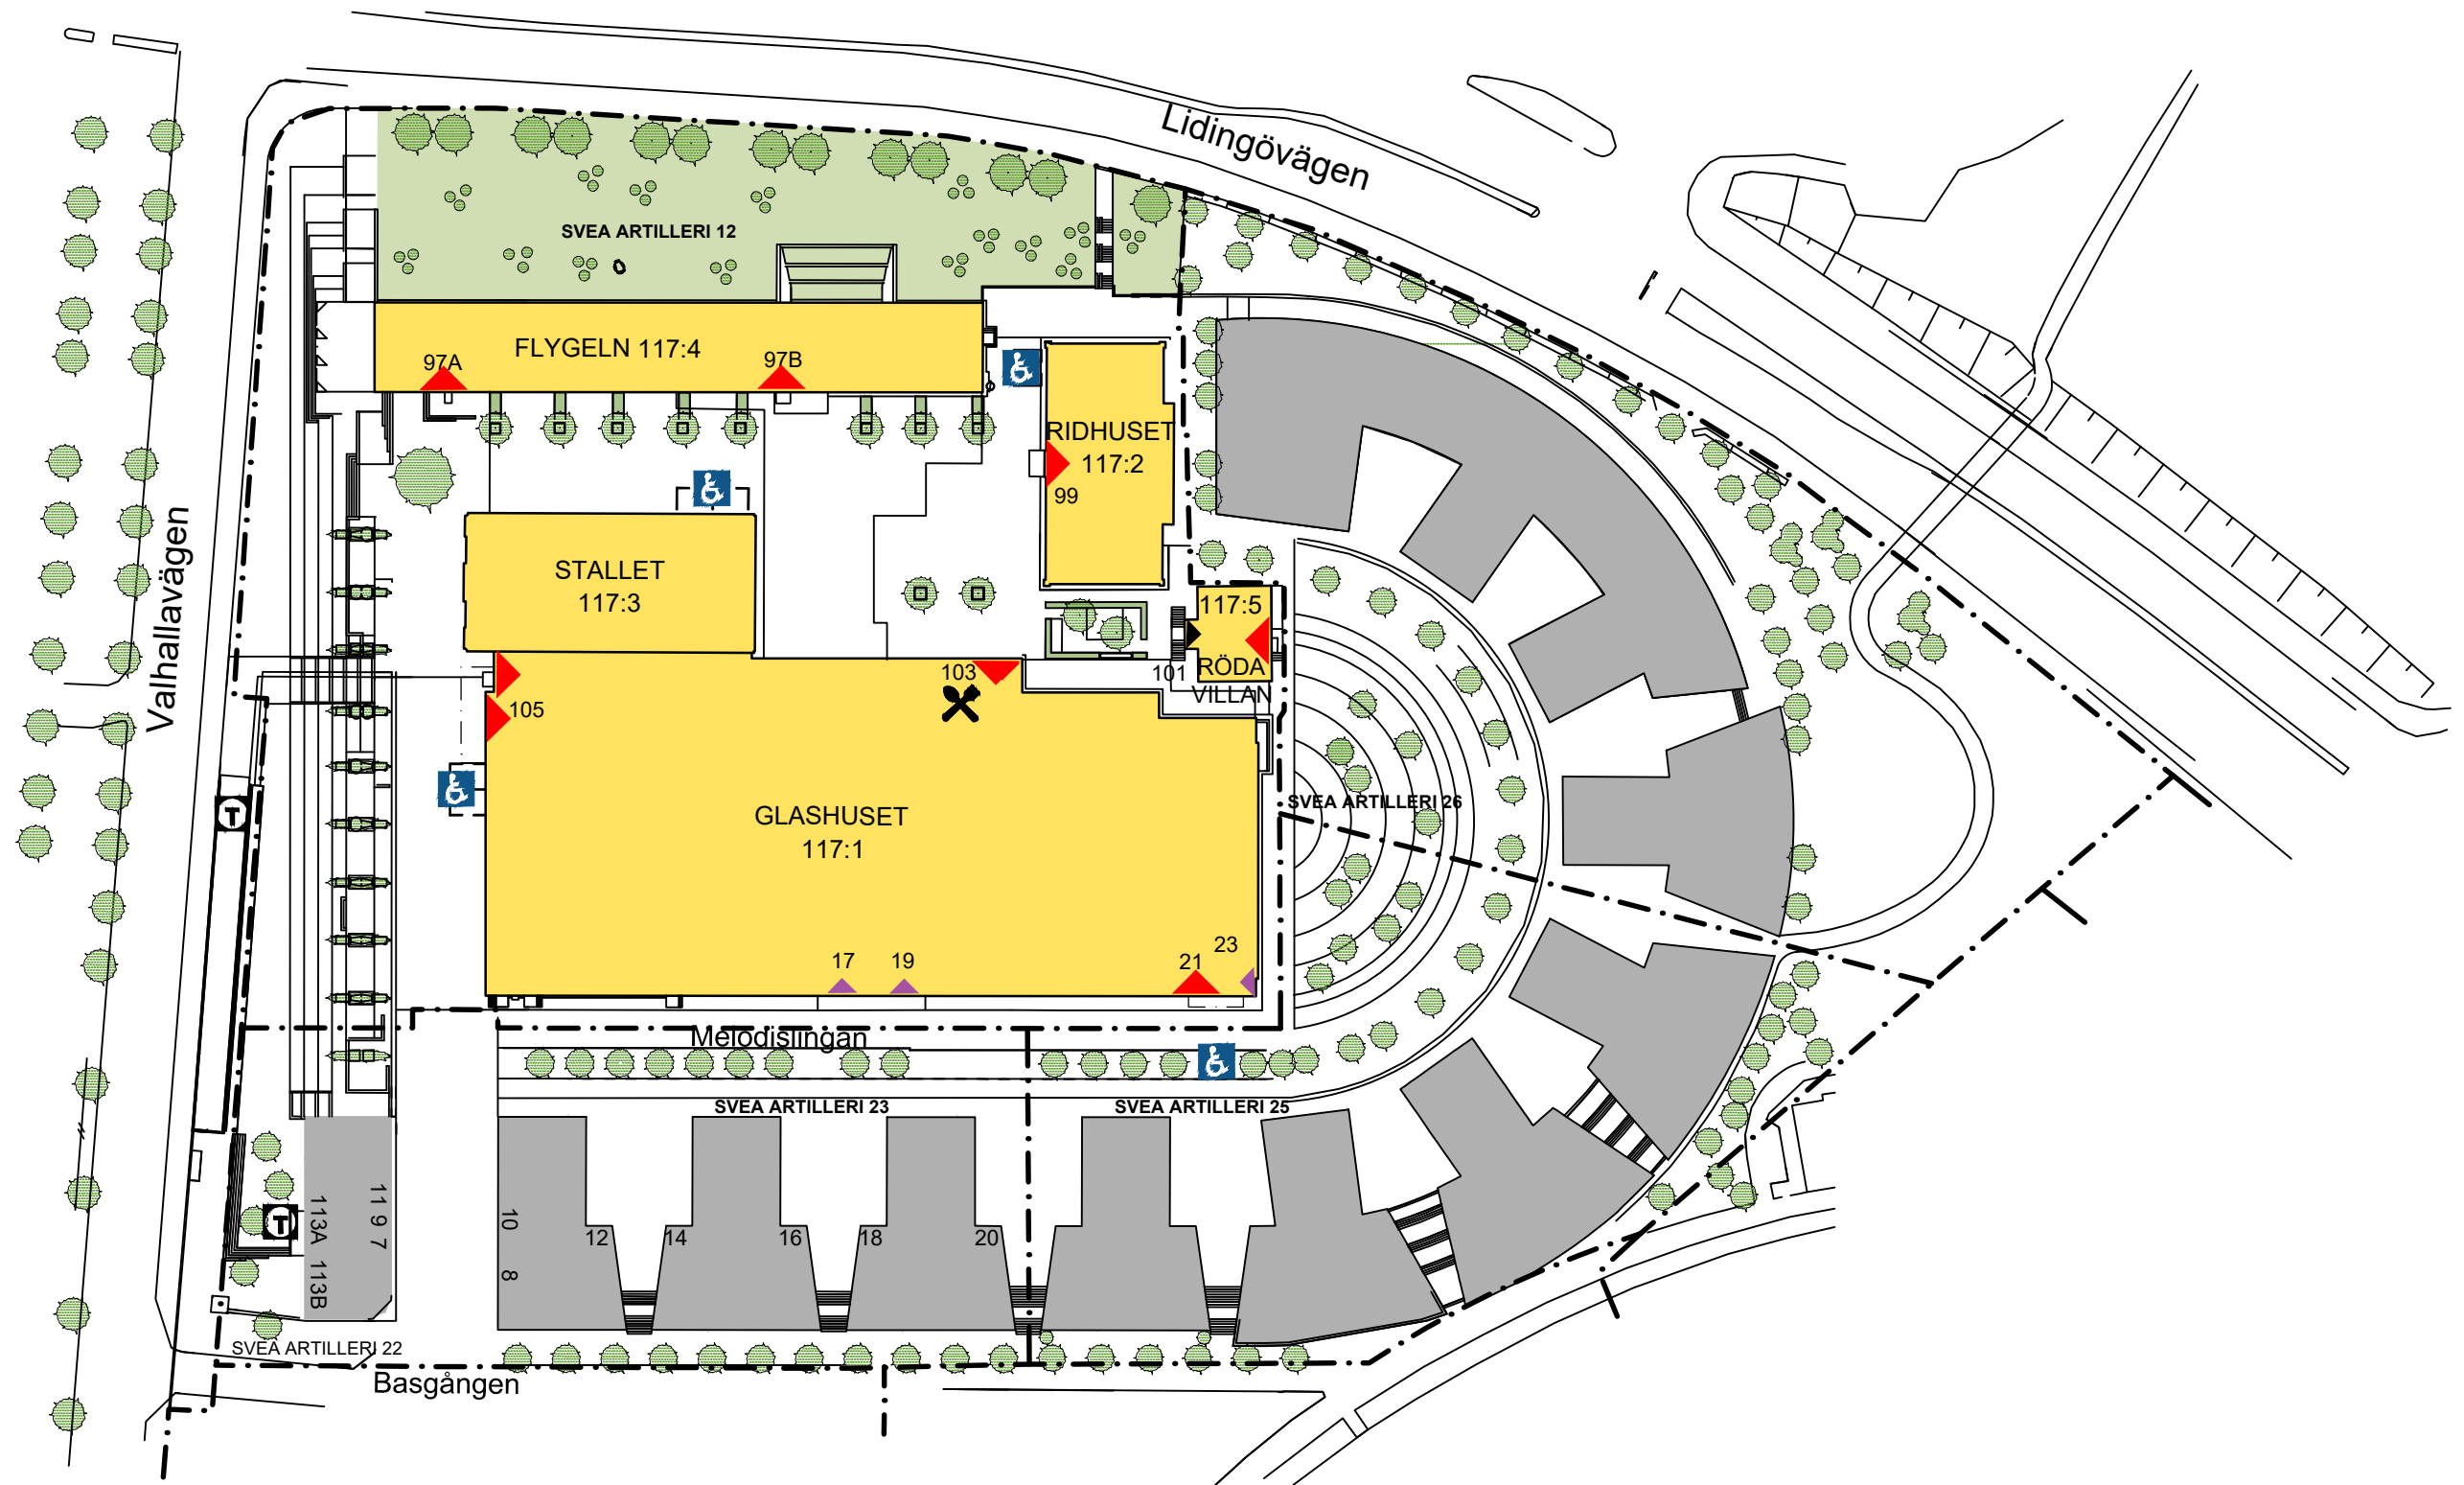 Lidingövägen
SVEA ARTILLERI 12
FLYGELN 117:4
97A
97B
RIDHUSET
117:2
99
Valhallavägen
STALLET
117:3
117:5
101
RÖDA
VILLAN
103
105
GLASHUSET
117:1
SVEA ARTILLERI 26
17
19
21
23
Melodislingan
SVEA ARTILLERI 23
SVEA ARTILLERI 25
T
T
113A 113B
11 9 7
10
8
12
14
16
18
20
SVEA ARTILLERI 22
Basgången